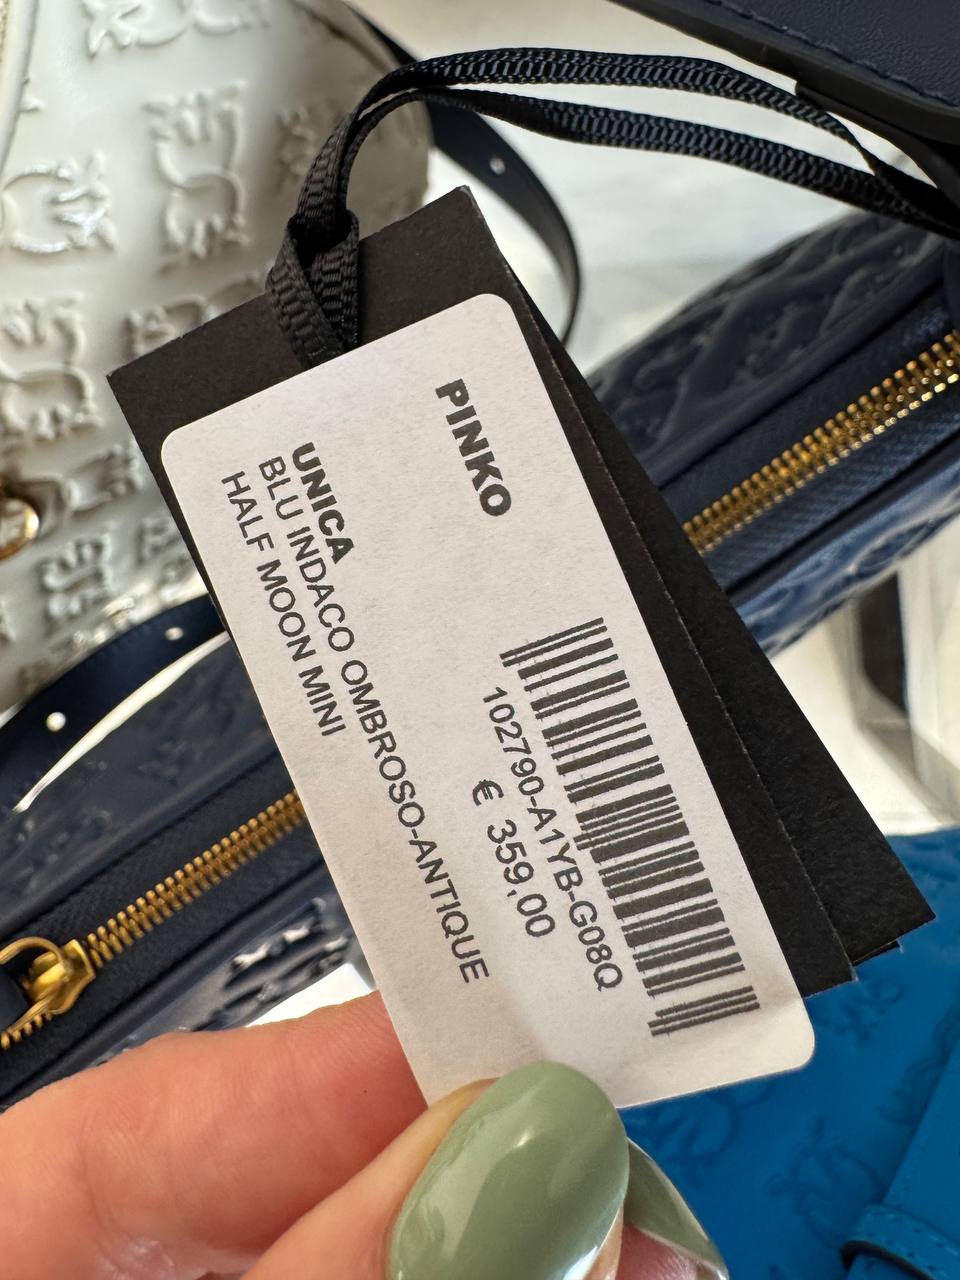 PINKO
102790-A1YB-G08Q
€ 359,00
UNICA
BLU INDACO OMBROSO-ANTIQUE
HALF MOON MINI